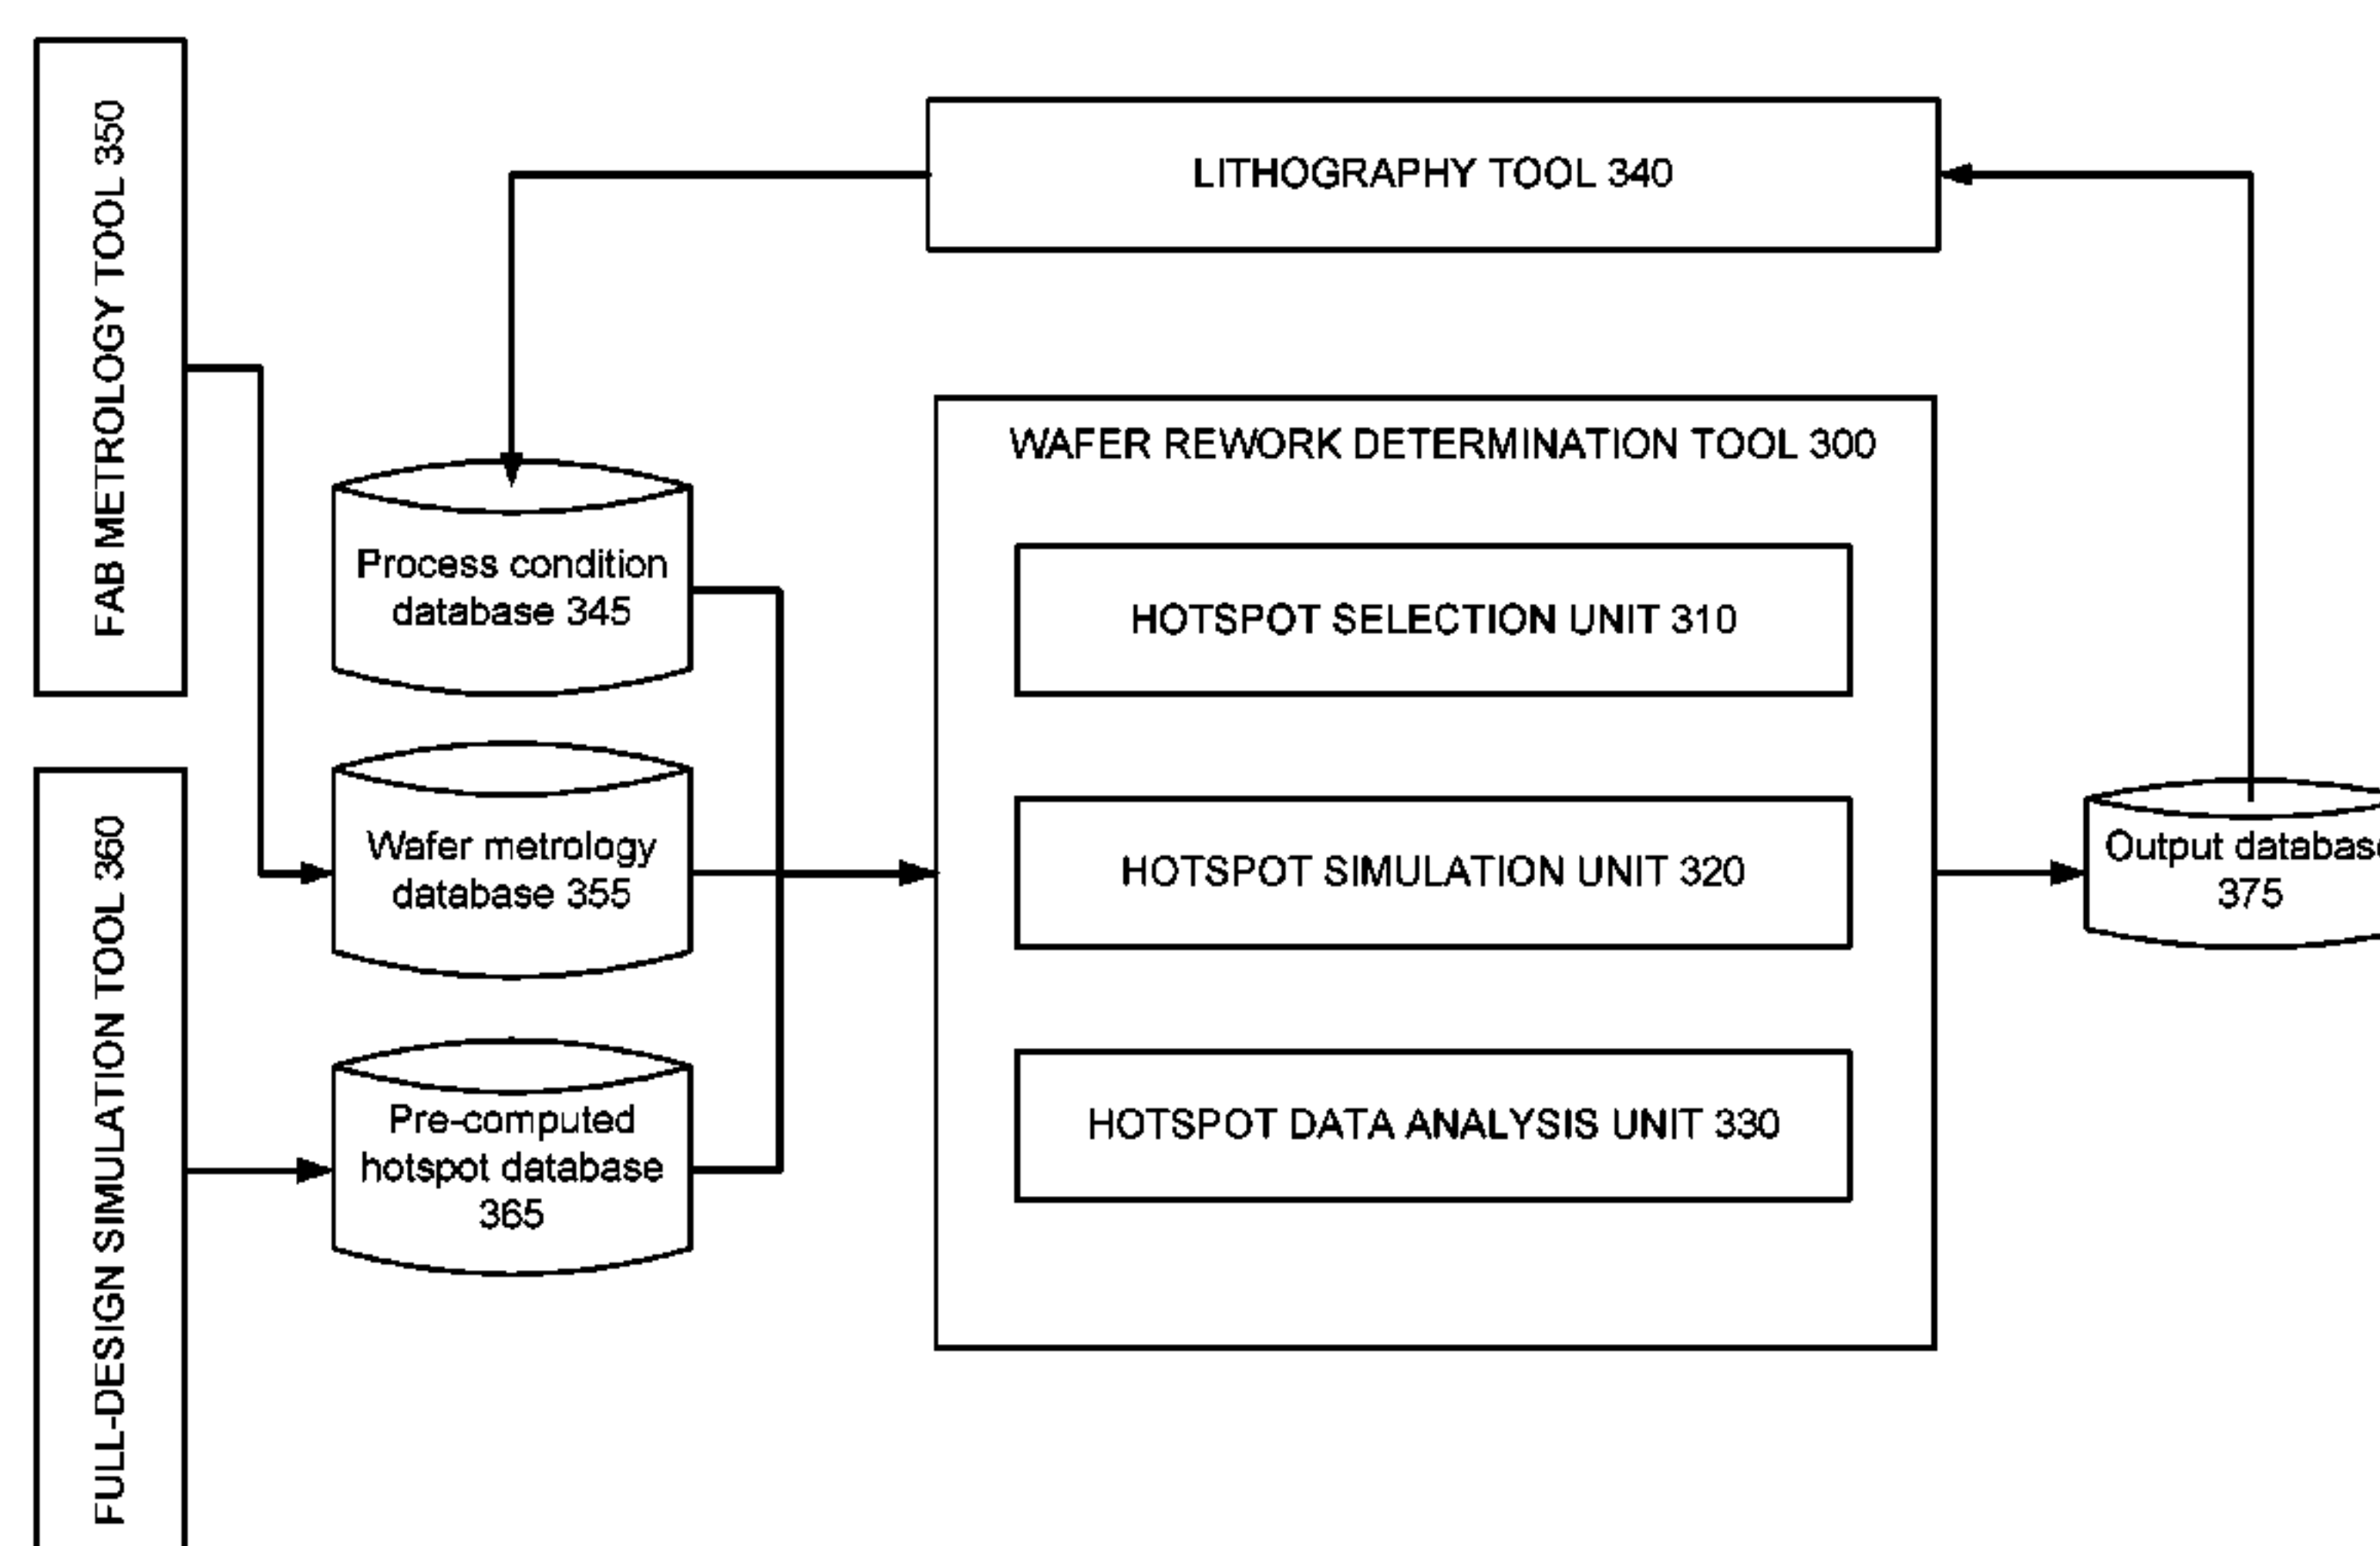 FAB METROLOGY TOOL 350
LITHOGRAPHY TOOL 340
WAFER REWORK DETERMINATION TOOL 300
Process condition
database 345
HOTSPOT SELECTION UNIT 310
FULL-DESIGN SIMULATION TOOL 360
Wafer metrology
database 355
HOTSPOT SIMULATION UNIT 320
Output database
375
Pre-computed
hotspot database
365
HOTSPOT DATA ANALYSIS UNIT 330